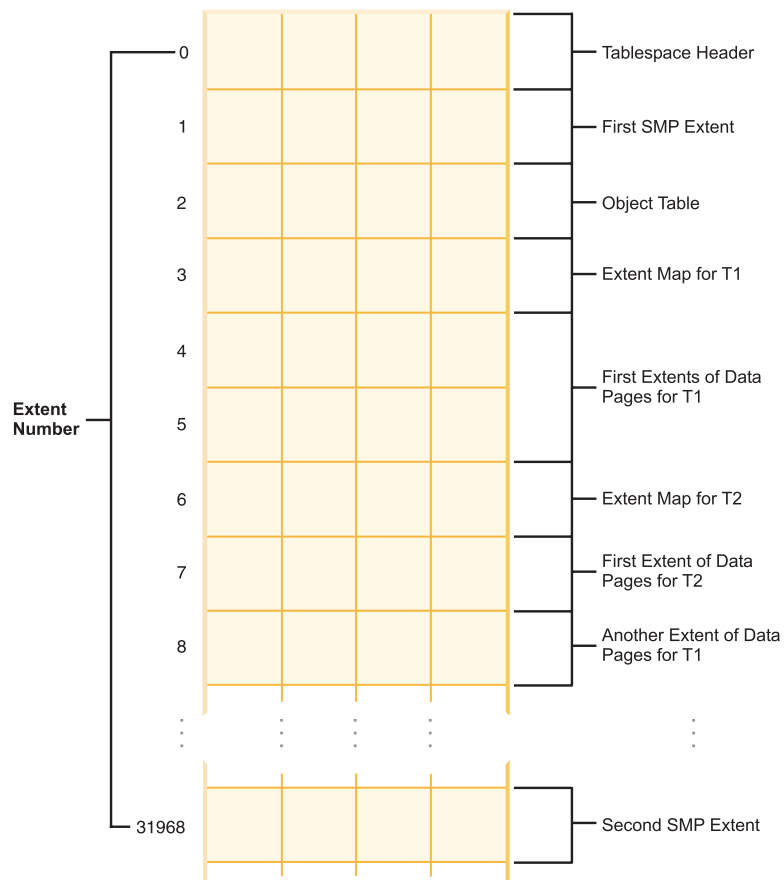 0
Tablespace Header
1
First SMP Extent
2
Object Table
3
Extent Map for T1
4
First Extents of Data
Pages for T1
Extent
Number
5
6
Extent Map for T2
7
First Extent of Data
Pages for T2
8
Another Extent of Data
Pages for T1
31968
Second SMP Extent